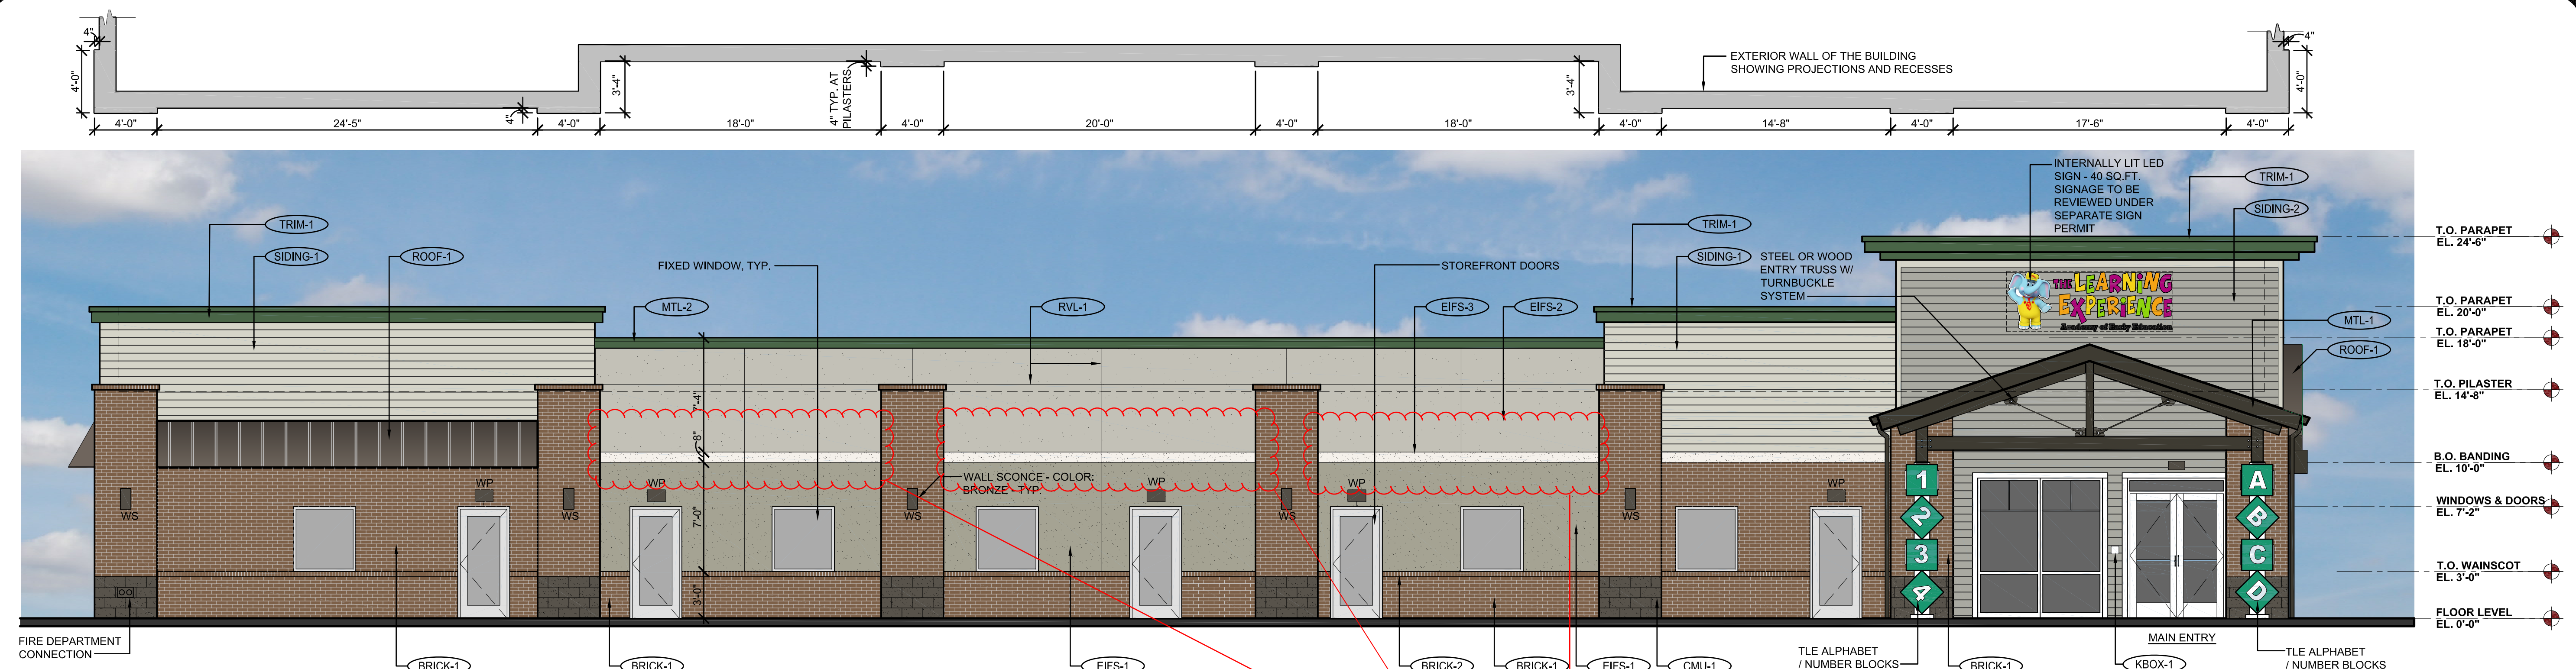 4"
4'-0"
4'-0"
24'-5"
4"
4'-0"
3'-4"
18'-0"
4" TYP. AT
PILASTERS
4'-0"
20'-0"
4'-0"
18'-0"
3'-4"
4'-0"
14'-8"
4'-0"
17'-6"
4'-0"
4'-0"
4"
EXTERIOR WALL OF THE BUILDING
SHOWING PROJECTIONS AND RECESSES
TRIM-1
SIDING-1
ROOF-1
FIXED WINDOW, TYP.
MTL-2
RVL-1
STOREFRONT DOORS
EIFS-3
EIFS-2
TRIM-1
SIDING-1
STEEL OR WOOD
ENTRY TRUSS W/
TURNBUCKLE
SYSTEM
INTERNALLY LIT LED
SIGN - 40 SQ.FT.
SIGNAGE TO BE
REVIEWED UNDER
SEPARATE SIGN
PERMIT
TRIM-1
SIDING-2
MTL-1
ROOF-1
THE LEARNING
EXPERIENCE
Academy of Early Education
T.O. PARAPET
EL. 24'-6"
T.O. PARAPET
EL. 20'-0"
T.O. PARAPET
EL. 18'-0"
T.O. PILASTER
EL. 14'-8"
B.O. BANDING
EL. 10'-0"
WINDOWS & DOORS
EL. 7'-2"
T.O. WAINSCOT
EL. 3'-0"
FLOOR LEVEL
EL. 0'-0"
7'-4"
8"
7'-0"
3'-0"
WALL SCONCE - COLOR:
BRONZE - TYP.
WS
WP
WS
WP
WS
WP
WS
WP
WS
WP
1
2
3
4
A
B
C
D
FIRE DEPARTMENT
CONNECTION
BRICK-1
BRICK-1
EIFS-1
BRICK-2
BRICK-1
EIFS-1
CMU-1
TLE ALPHABET
/ NUMBER BLOCKS
BRICK-1
MAIN ENTRY
KBOX-1
TLE ALPHABET
/ NUMBER BLOCKS